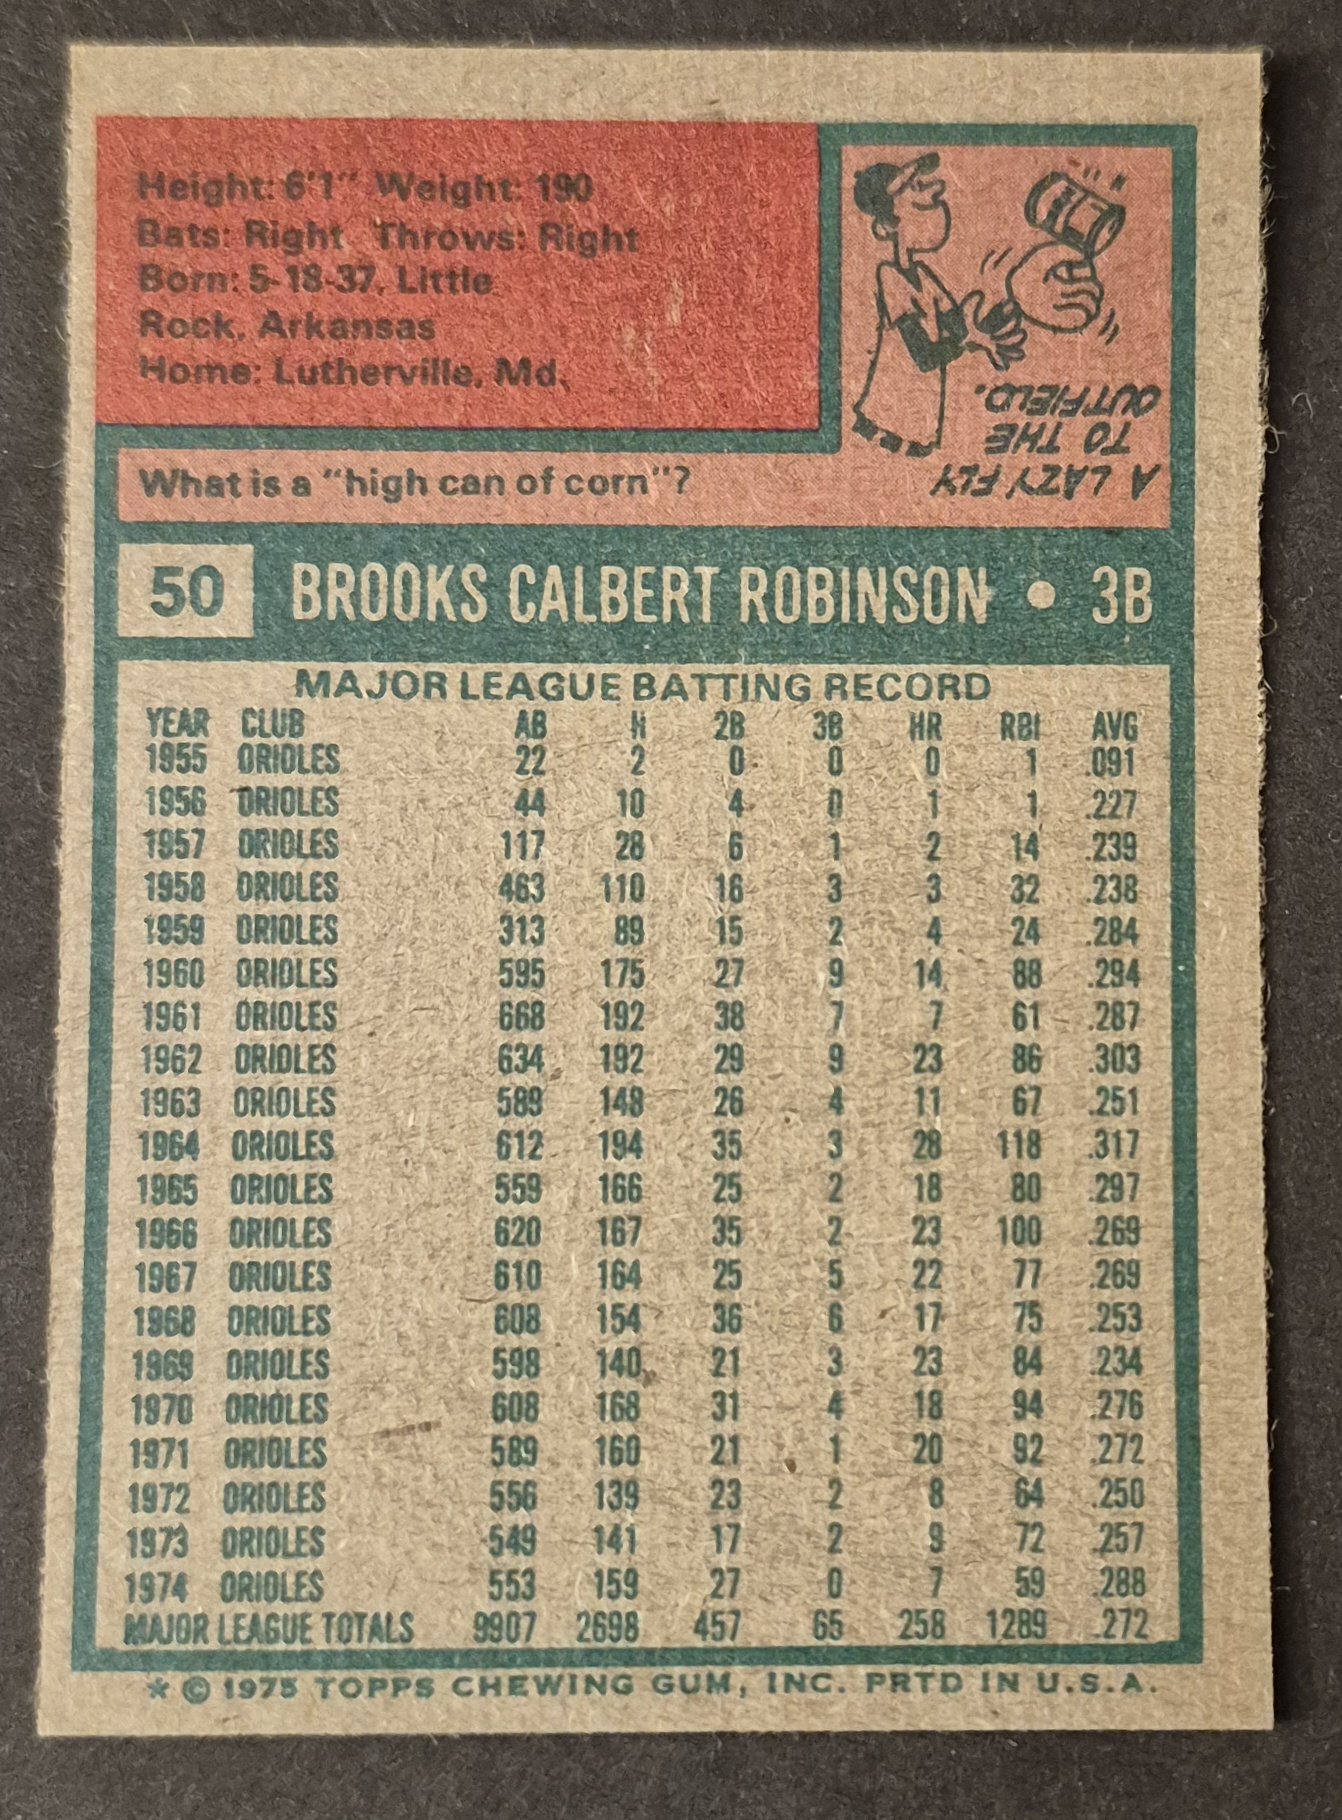 Height: 6'1" Weight: 190
Bats: Right Throws: Right
Born: 5-18-37, Little
Rock, Arkansas
Home: Lutherville, Md.
What is a "high can of corn"?
A LAZY FLY
TO THE
OUTFIELD.
50 BROOKS CALBERT ROBINSON • 3B
MAJOR LEAGUE BATTING RECORD
YEAR CLUB AB H 2B 3B HR RBI AVG
1955 ORIOLES 22 2 0 0 0 1 .091
1956 ORIOLES 44 10 4 0 1 1 .227
1957 ORIOLES 117 28 6 1 2 14 .239
1958 ORIOLES 463 110 16 3 3 32 .238
1959 ORIOLES 313 89 15 2 4 24 .284
1960 ORIOLES 595 175 27 9 14 88 .294
1961 ORIOLES 668 192 38 7 7 61 .287
1962 ORIOLES 634 192 29 9 23 86 .303
1963 ORIOLES 589 148 26 4 11 67 .251
1964 ORIOLES 612 194 35 3 28 118 .317
1965 ORIOLES 559 166 25 2 18 80 .297
1966 ORIOLES 620 167 35 2 23 100 .269
1967 ORIOLES 610 164 25 5 22 77 .269
1968 ORIOLES 608 154 36 6 17 75 .253
1969 ORIOLES 598 140 21 3 23 84 .234
1970 ORIOLES 608 168 31 4 18 94 .276
1971 ORIOLES 589 160 21 1 20 92 .272
1972 ORIOLES 556 139 23 2 8 64 .250
1973 ORIOLES 549 141 17 2 9 72 .257
1974 ORIOLES 553 159 27 0 7 59 .288
MAJOR LEAGUE TOTALS 9907 2698 457 65 258 1289 .272
* © 1975 TOPPS CHEWING GUM, INC. PRTD IN U.S.A.